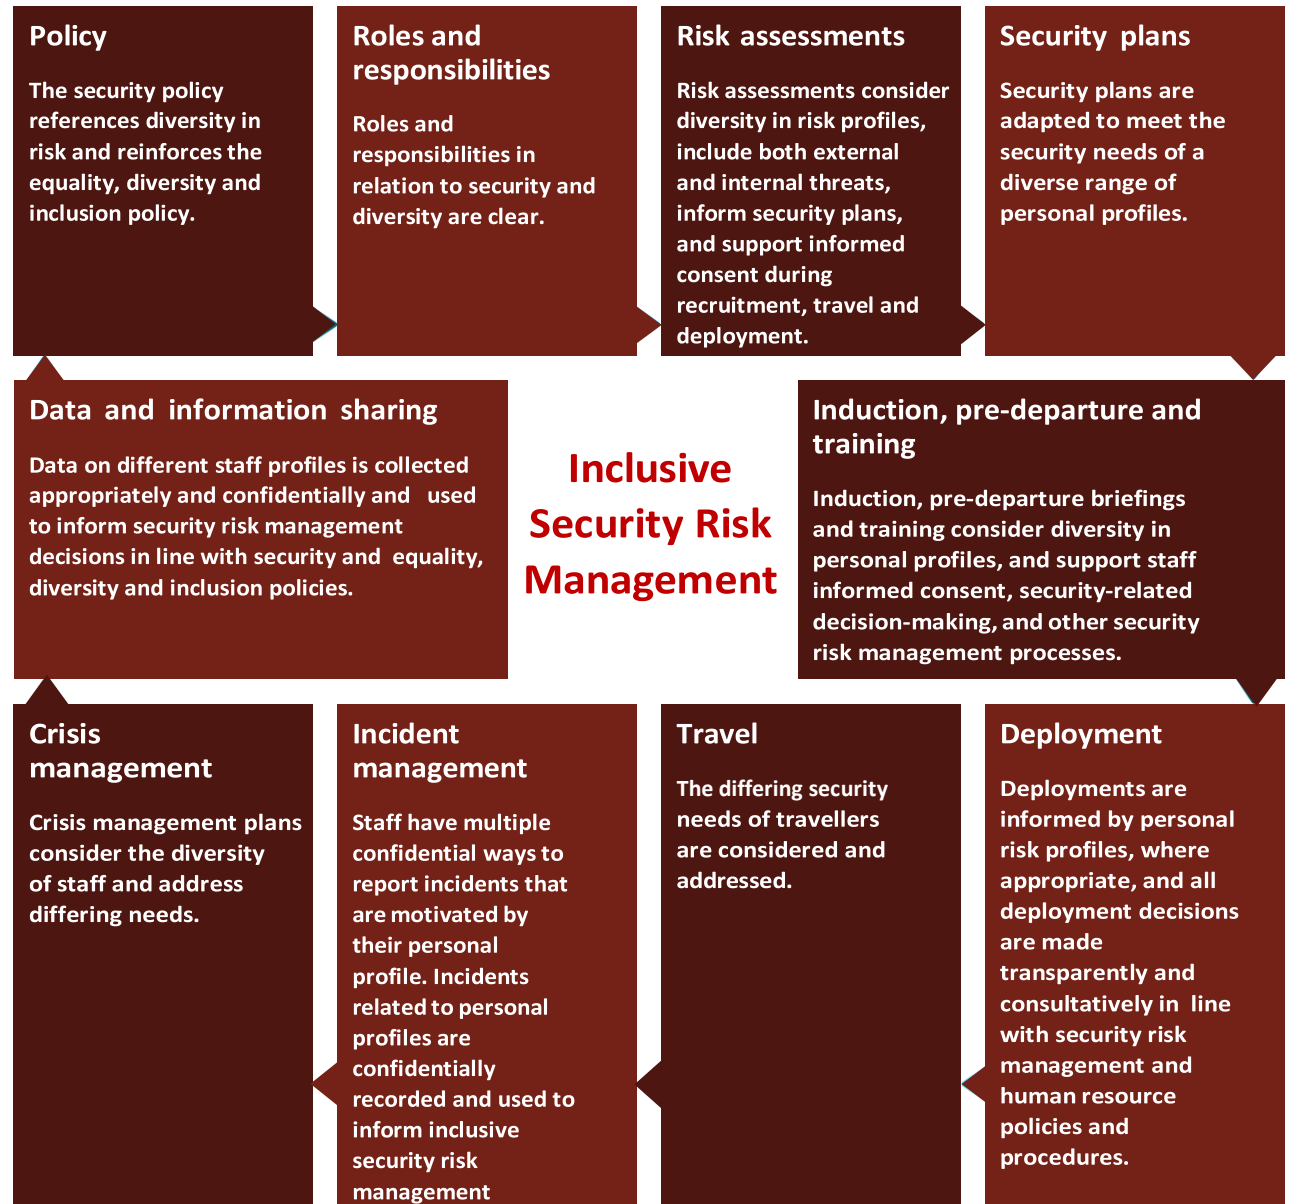 Policy
The security policy
references diversity in
risk and reinforces the
equality, diversity and
inclusion policy.
Roles and
responsibilities
Roles and
responsibilities in
relation to security and
diversity are clear.
Risk assessments
Risk assessments consider
diversity in risk profiles,
include both external
and internal threats,
inform security plans,
and support informed
consent during
recruitment, travel and
deployment.
Security plans
Security plans are
adapted to meet the
security needs of a
diverse range of
personal profiles.
Data and information sharing
Data on different staff profiles is collected
appropriately and confidentially and used
to inform security risk management
decisions in line with security and equality,
diversity and inclusion policies.
Inclusive
Security Risk
Management
Induction, pre-departure and
training
Induction, pre-departure briefings
and training consider diversity in
personal profiles, and support staff
informed consent, security-related
decision-making, and other security
risk management processes.
Crisis
management
Crisis management plans
consider the diversity
of staff and address
differing needs.
Incident
management
Staff have multiple
confidential ways to
report incidents that
are motivated by
their personal
profile. Incidents
related to personal
profiles are
confidentially
recorded and used to
inform inclusive
security risk
management
Travel
The differing security
needs of travellers
are considered and
addressed.
Deployment
Deployments are
informed by personal
risk profiles, where
appropriate, and all
deployment decisions
are made
transparently and
consultatively in line
with security risk
management and
human resource
policies and
procedures.